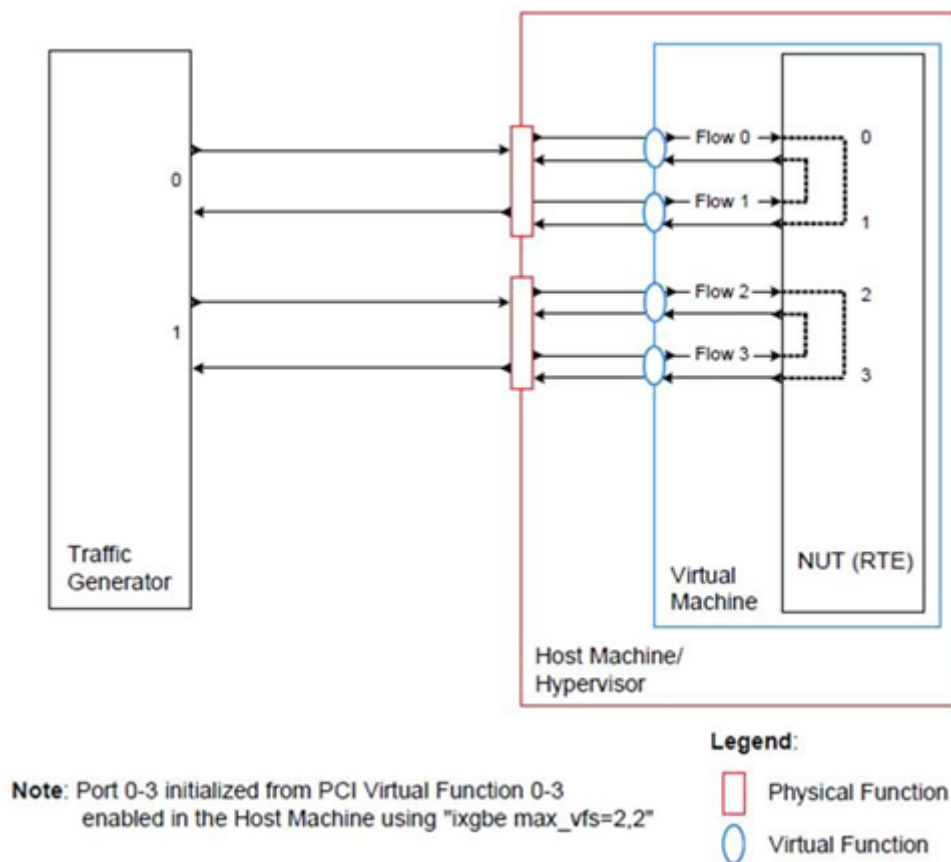 0
1
Traffic
Generator
Flow 0
0
Flow 1
1
Flow 2
2
Flow 3
3
NUT (RTE)
Virtual
Machine
Host Machine/
Hypervisor
Legend:
Physical Function
Virtual Function
Note: Port 0-3 initialized from PCI Virtual Function 0-3
enabled in the Host Machine using "ixgbe max_vfs=2,2"